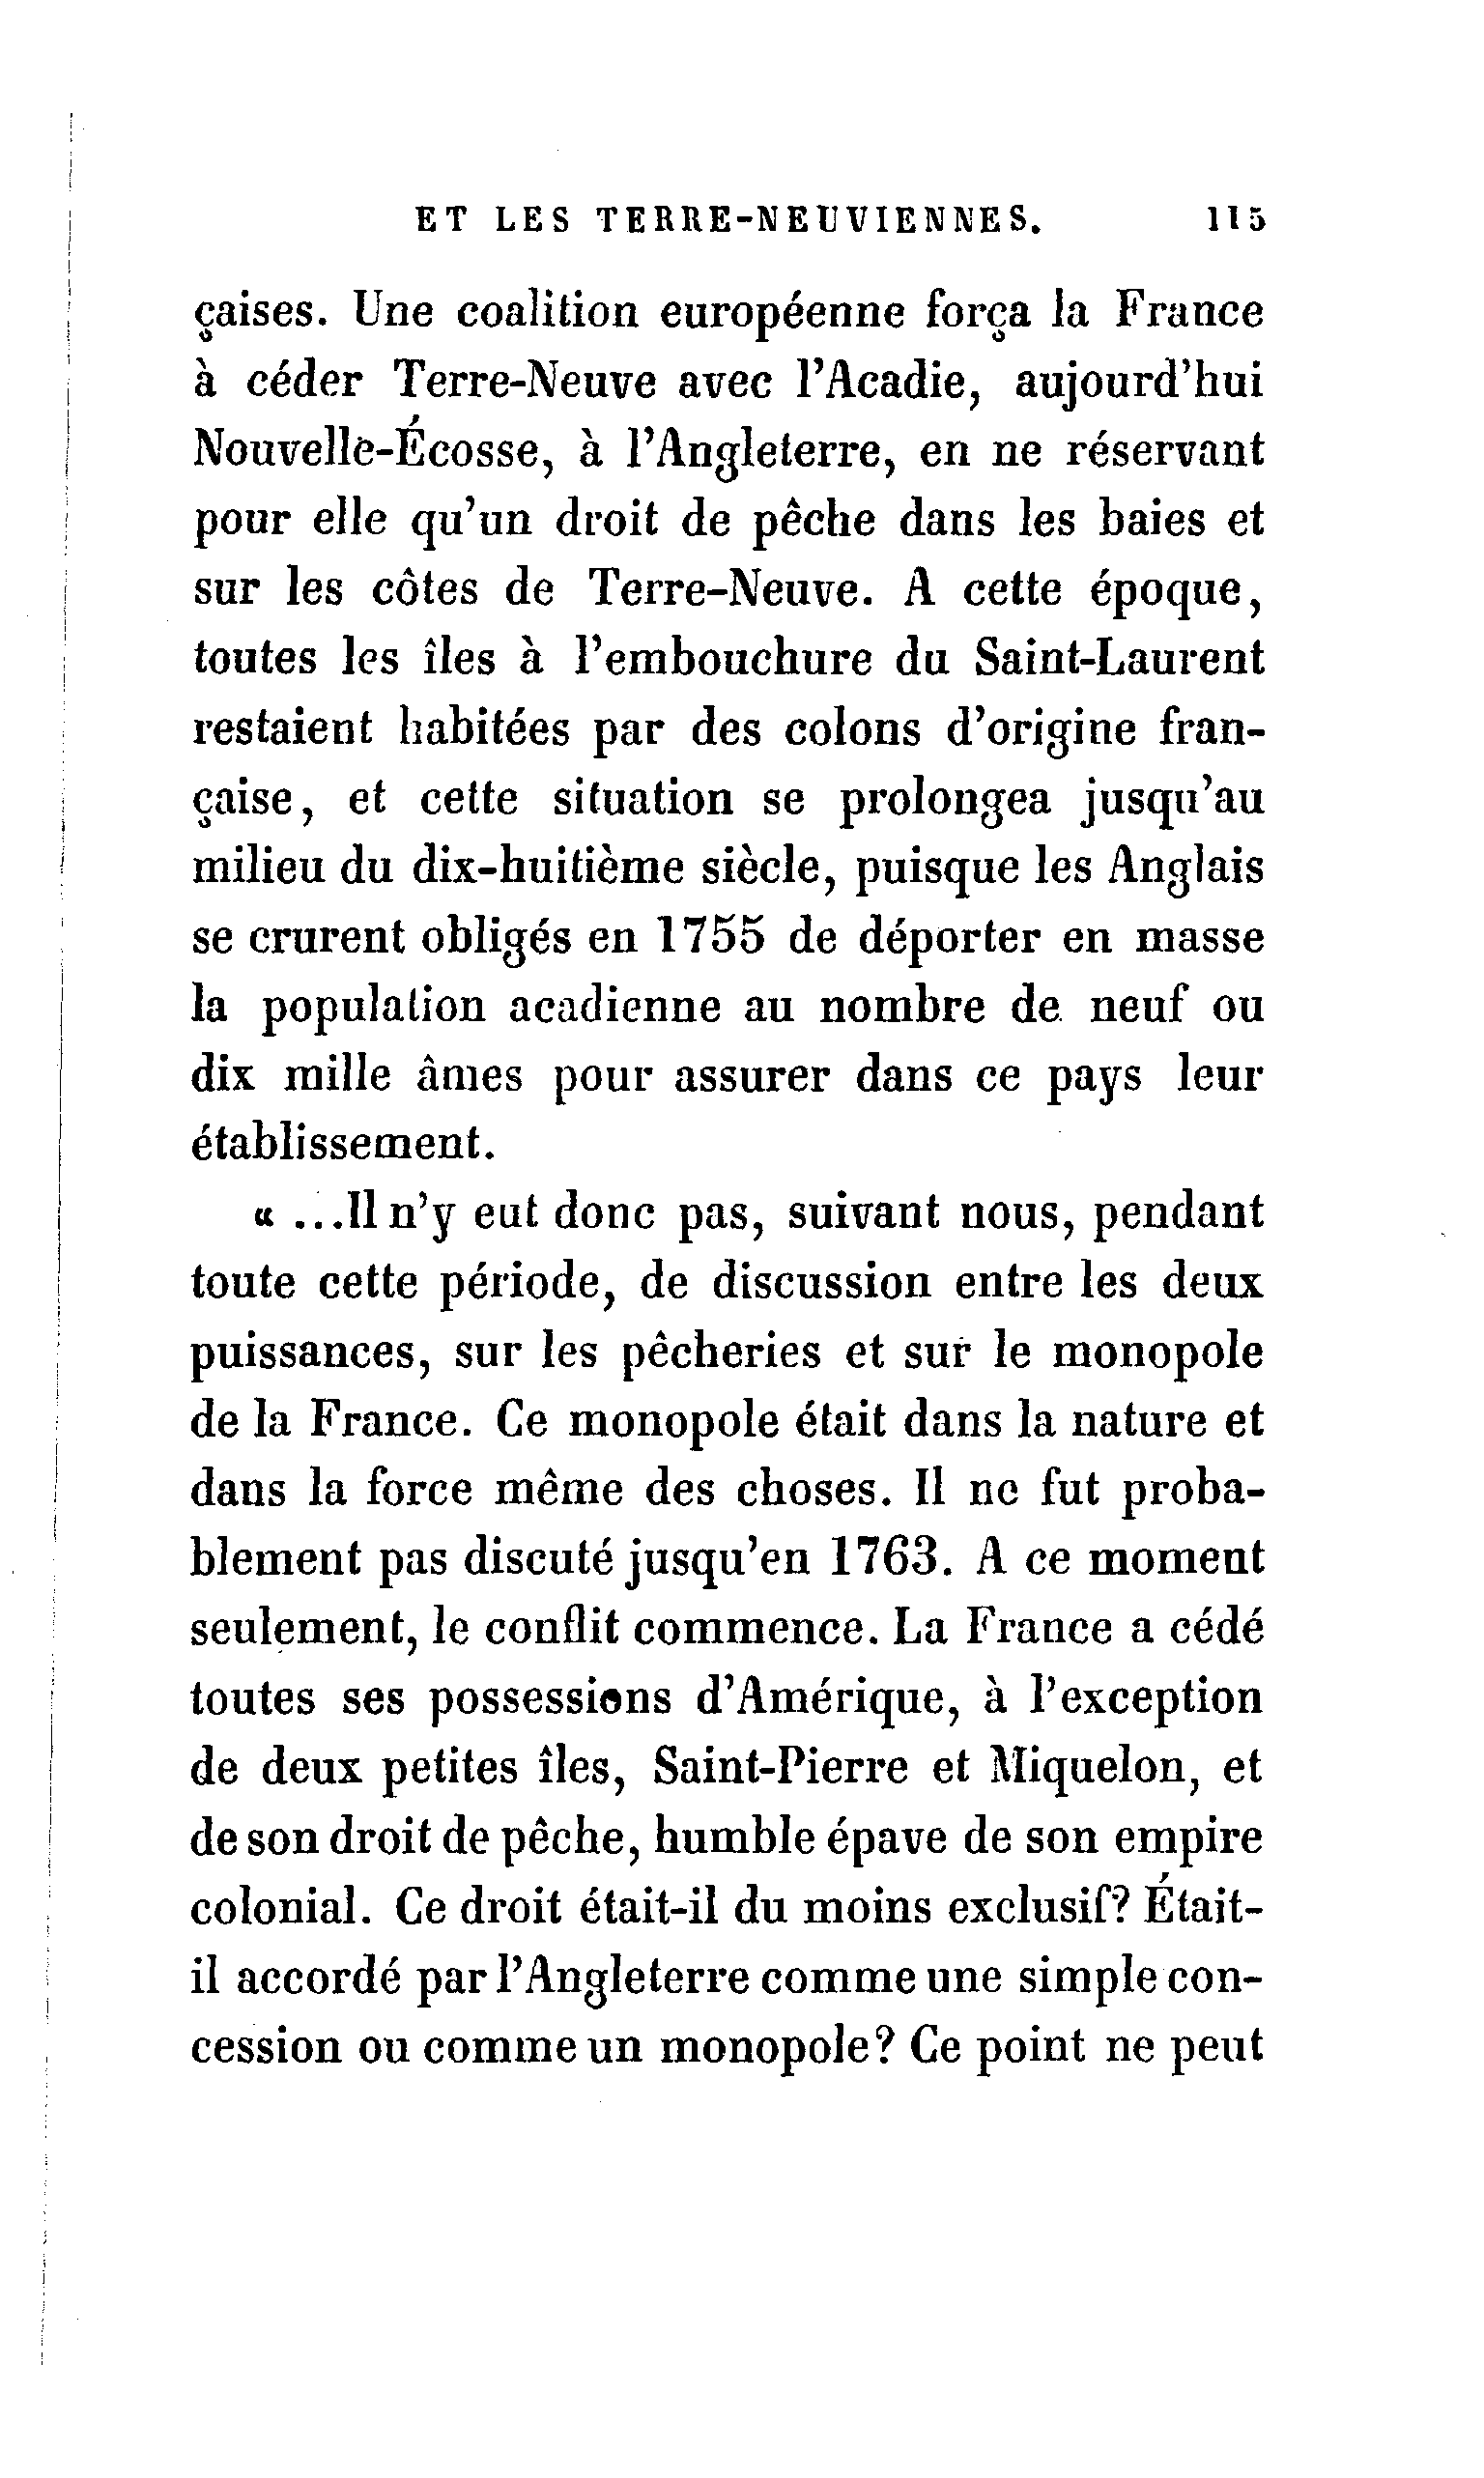 ET LES TERRE-NEUVIENNES. 115
çaises. Une coalition européenne força la France
à céder Terre-Neuve avec l'Acadie, aujourd'hui
Nouvelle-Écosse, à l'Angleterre, en ne réservant
pour elle qu'un droit de pêche dans les baies et
sur les côtes de Terre-Neuve. A cette époque,
toutes les îles à l'embouchure du Saint-Laurent
restaient habitées par des colons d'origine fran-
çaise, et cette situation se prolongea jusqu'au
milieu du dix-huitième siècle, puisque les Anglais
se crurent obligés en 1755 de déporter en masse
la population acadienne au nombre de neuf ou
dix mille âmes pour assurer dans ce pays leur
établissement.
« ...Il n'y eut donc pas, suivant nous, pendant
toute cette période, de discussion entre les deux
puissances, sur les pêcheries et sur le monopole
de la France. Ce monopole était dans la nature et
dans la force même des choses. Il ne fut proba-
blement pas discuté jusqu'en 1763. A ce moment
seulement, le conflit commence. La France a cédé
toutes ses possessions d'Amérique, à l'exception
de deux petites îles, Saint-Pierre et Miquelon, et
de son droit de pêche, humble épave de son empire
colonial. Ce droit était-il du moins exclusif? Était-
il accordé par l'Angleterre comme une simple con-
cession ou comme un monopole? Ce point ne peut